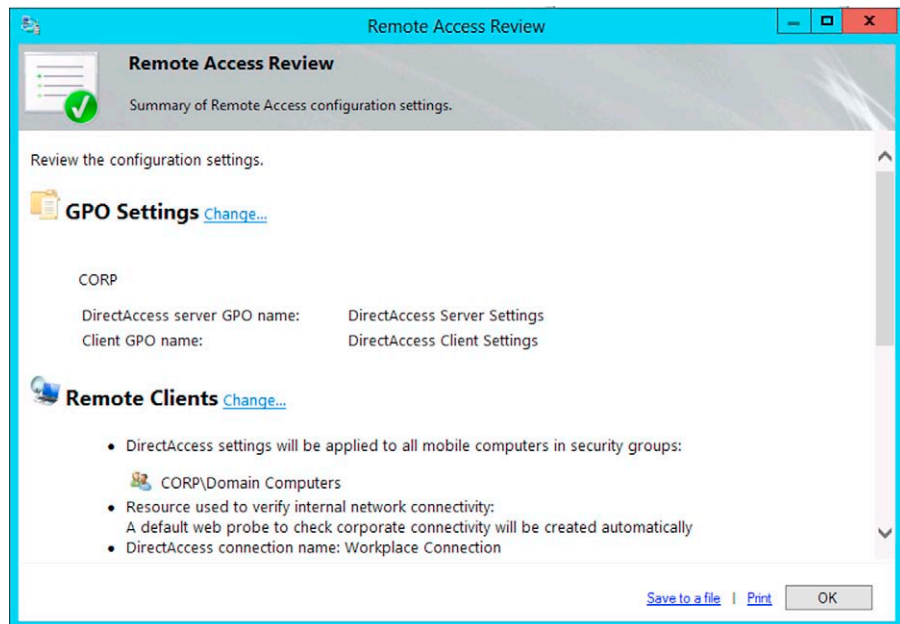 Remote Access Review
Remote Access Review
Summary of Remote Access configuration settings.
Review the configuration settings.
GPO Settings Change...
CORP
DirectAccess server GPO name: DirectAccess Server Settings
Client GPO name: DirectAccess Client Settings
Remote Clients Change...
• DirectAccess settings will be applied to all mobile computers in security groups:
CORP\Domain Computers
• Resource used to verify internal network connectivity:
A default web probe to check corporate connectivity will be created automatically
• DirectAccess connection name: Workplace Connection
Save to a file | Print OK